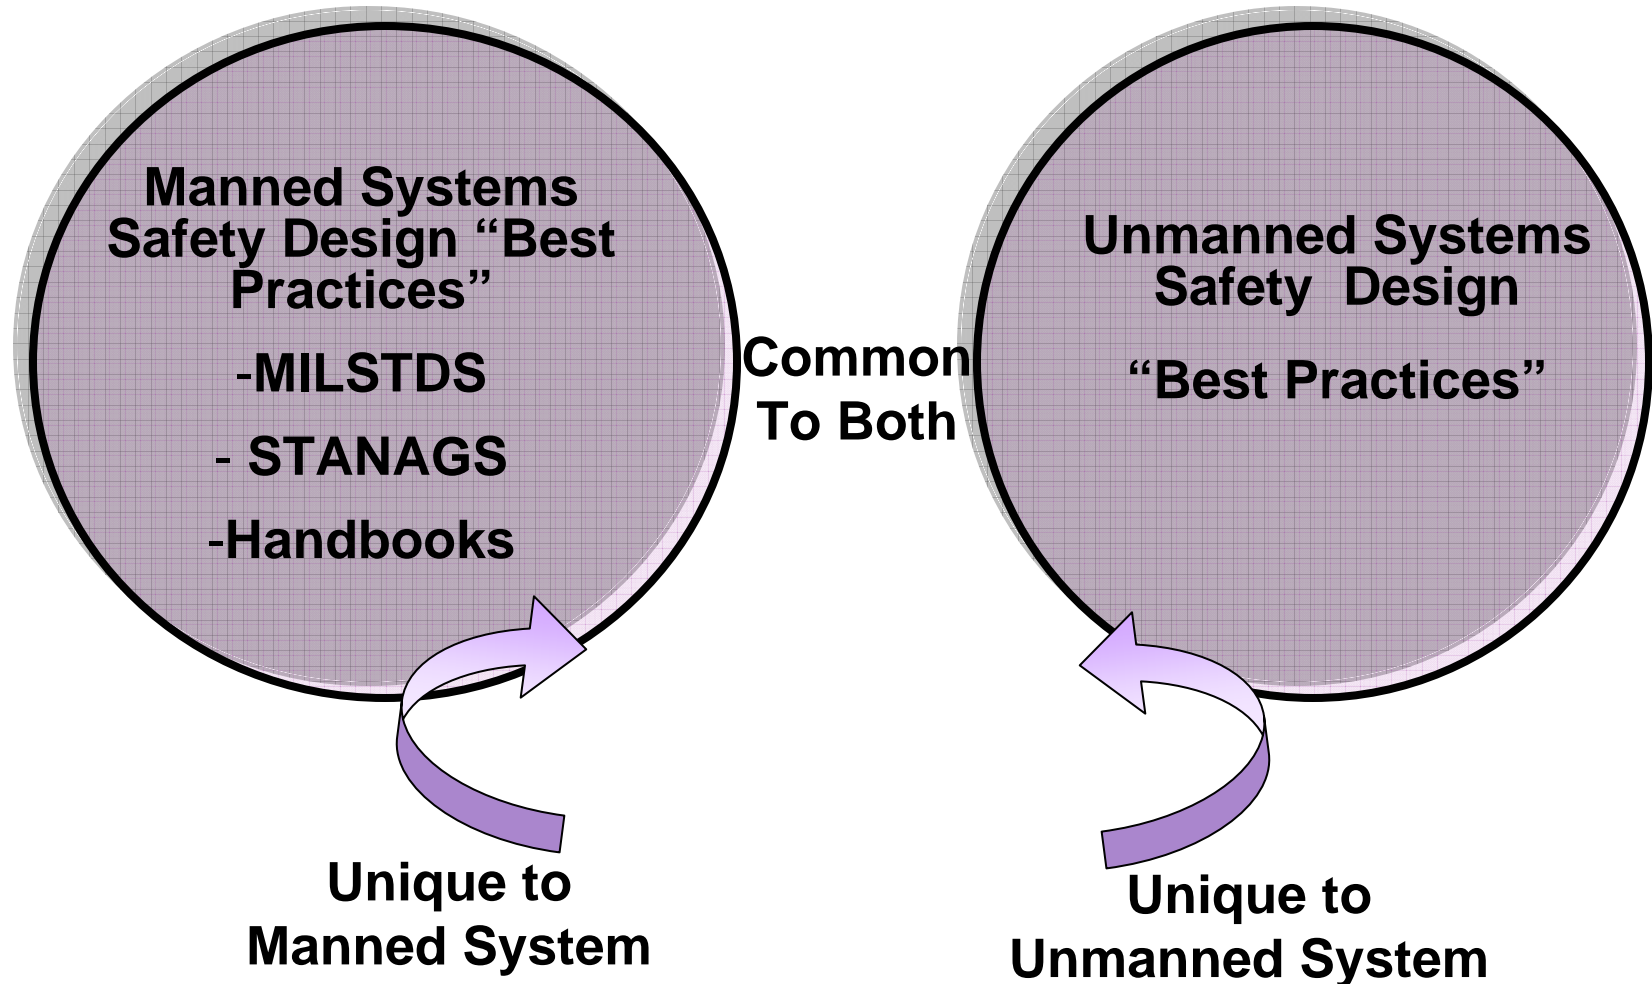 Manned Systems
Safety Design “Best
Practices”
-MILSTDS
- STANAGS
-Handbooks
Common
To Both
Unmanned Systems
Safety Design
“Best Practices”
Unique to
Manned System
Unique to
Unmanned System